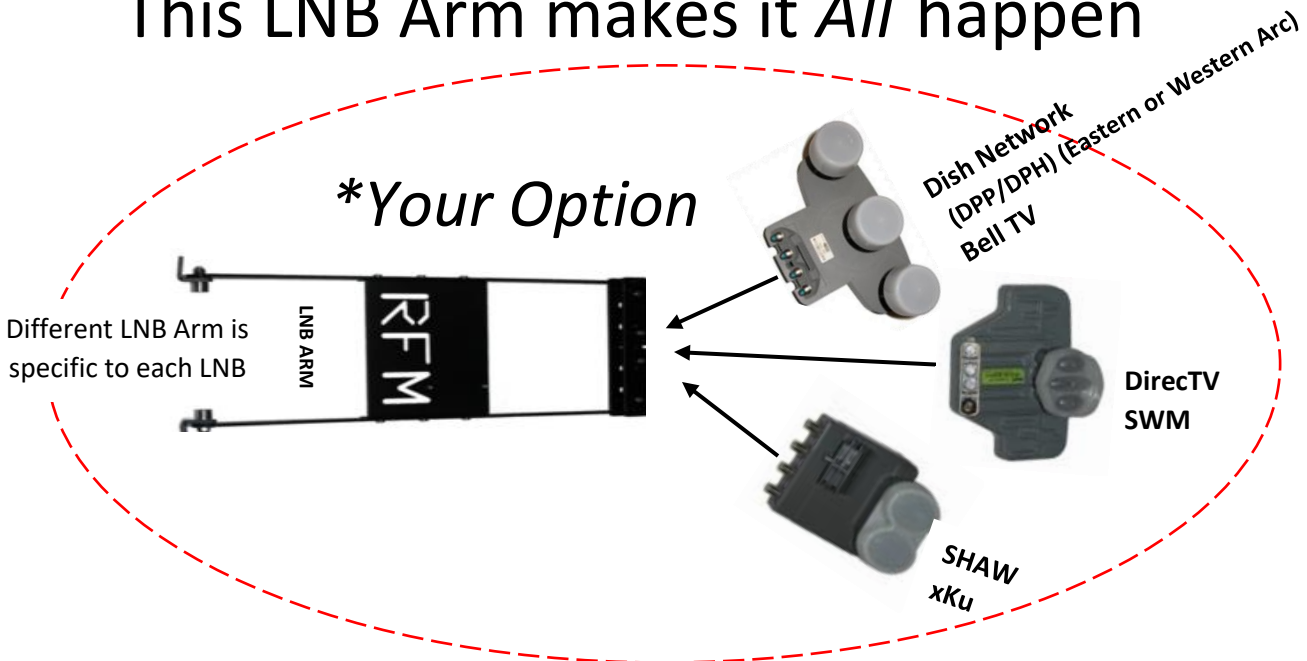 This LNB Arm makes it All happen
*Your Option
Dish Network
(DPP/DPH) (Eastern or Western Arc)
Bell TV
Different LNB Arm is
specific to each LNB
LNB ARM
RFM
DirecTV
SWM
SHAW
xKu